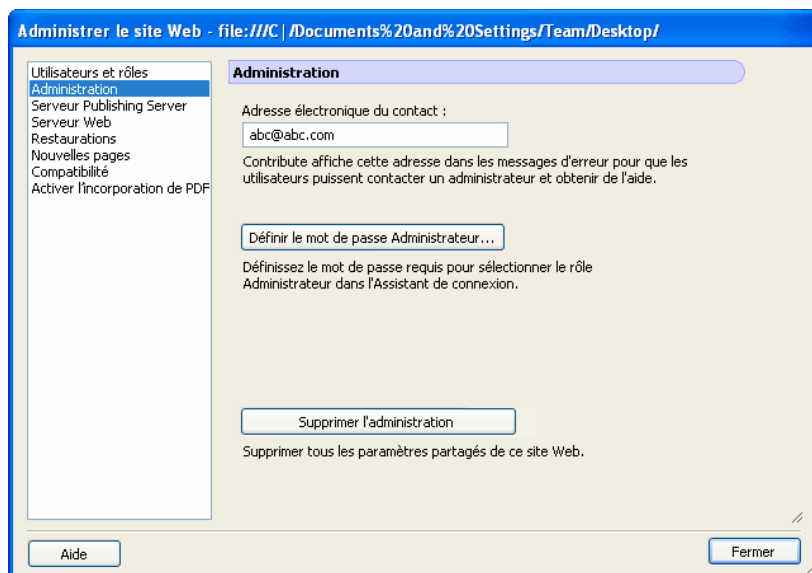 Administrer le site Web - file:///C|/Documents%20and%20Settings/Team/Desktop/
Utilisateurs et rôles
Administration
Serveur Publishing Server
Serveur Web
Restaurations
Nouvelles pages
Compatibilité
Activer l'incorporation de PDF
Administration
Adresse électronique du contact :
abc@abc.com
Contribute affiche cette adresse dans les messages d'erreur pour que les
utilisateurs puissent contacter un administrateur et obtenir de l'aide.
Définir le mot de passe Administrateur...
Définissez le mot de passe requis pour sélectionner le rôle
Administrateur dans l'Assistant de connexion.
Supprimer l'administration
Supprimer tous les paramètres partagés de ce site Web.
Aide
Fermer